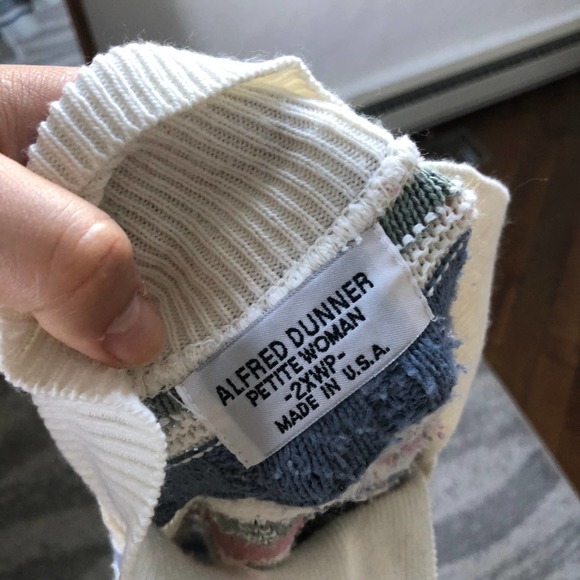 ALFRED DUNNER
PETITE WOMAN
-2XWP-
MADE IN U.S.A.